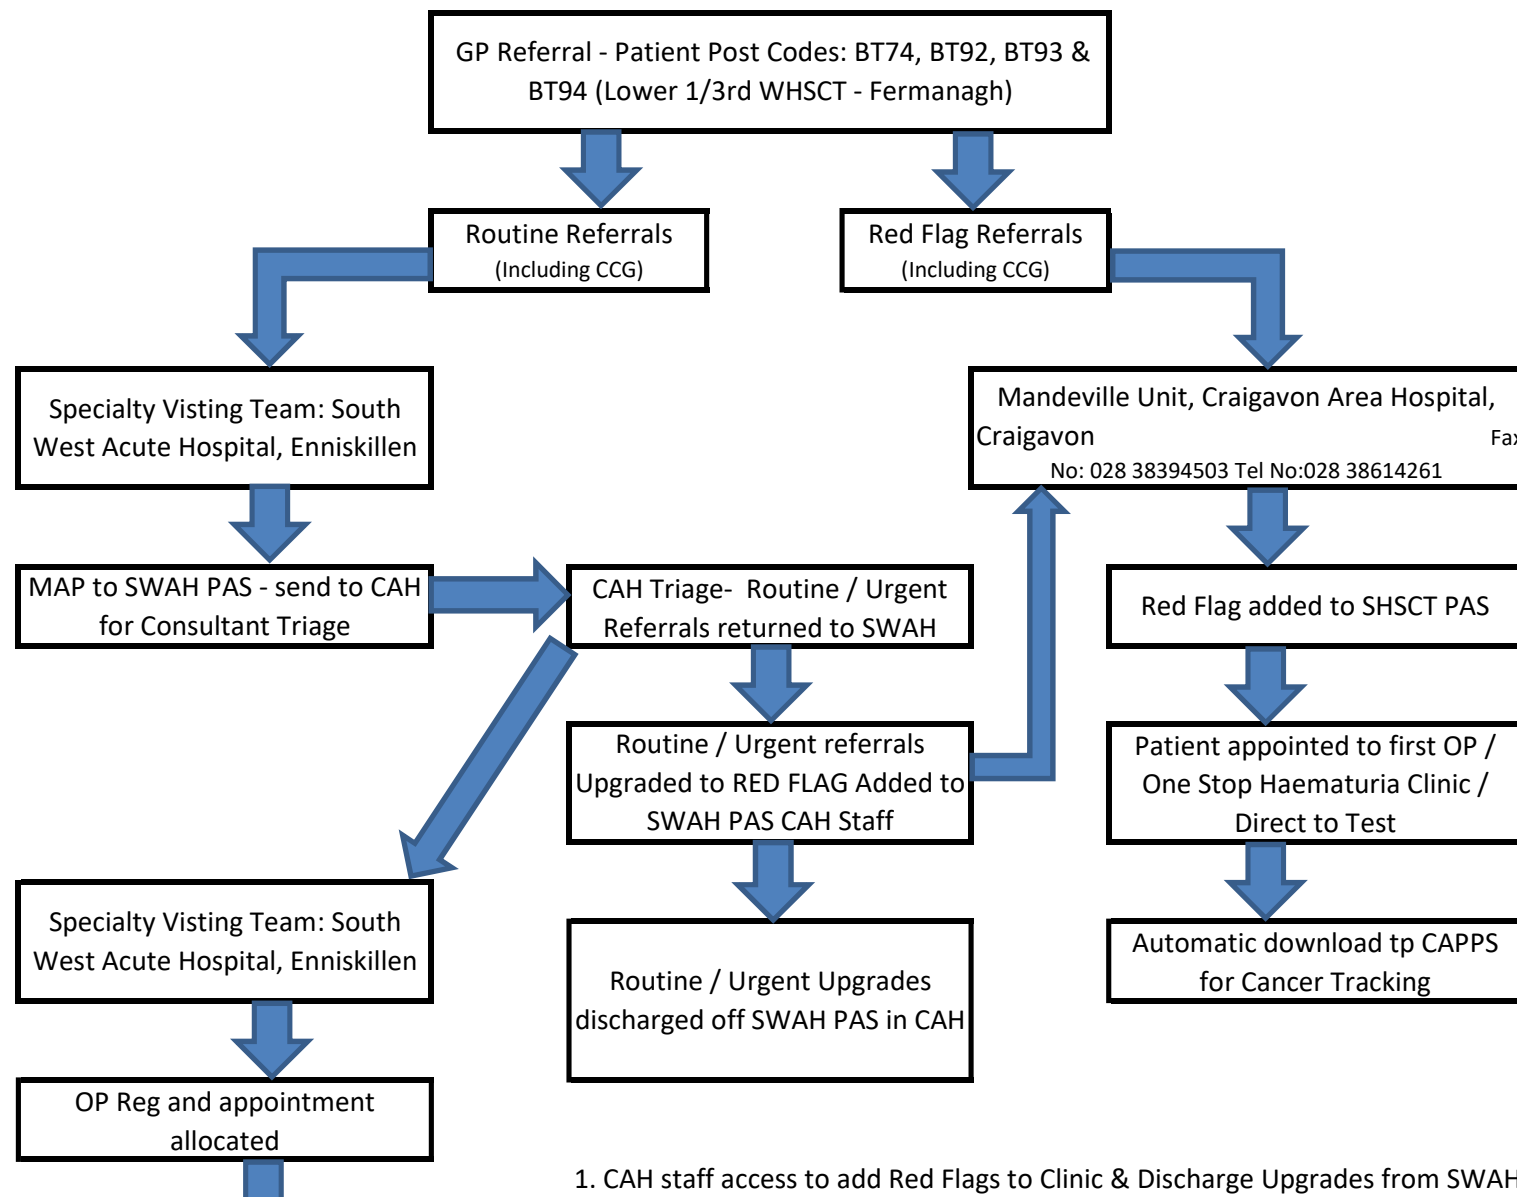 GP Referral - Patient Post Codes: BT74, BT92, BT93 &
BT94 (Lower 1/3rd WHSCT - Fermanagh)
Routine Referrals
(Including CCG)
Red Flag Referrals
(Including CCG)
Specialty Visting Team: South
West Acute Hospital, Enniskillen
Mandeville Unit, Craigavon Area Hospital,
Craigavon Fax
No: 028 38394503 Tel No:028 38614261
MAP to SWAH PAS - send to CAH
for Consultant Triage
CAH Triage- Routine / Urgent
Referrals returned to SWAH
Red Flag added to SHSCT PAS
Routine / Urgent referrals
Upgraded to RED FLAG Added to
SWAH PAS CAH Staff
Patient appointed to first OP /
One Stop Haematuria Clinic /
Direct to Test
Specialty Visting Team: South
West Acute Hospital, Enniskillen
Routine / Urgent Upgrades
discharged off SWAH PAS in CAH
Automatic download tp CAPPS
for Cancer Tracking
OP Reg and appointment
allocated
1. CAH staff access to add Red Flags to Clinic & Discharge Upgrades from SWAH